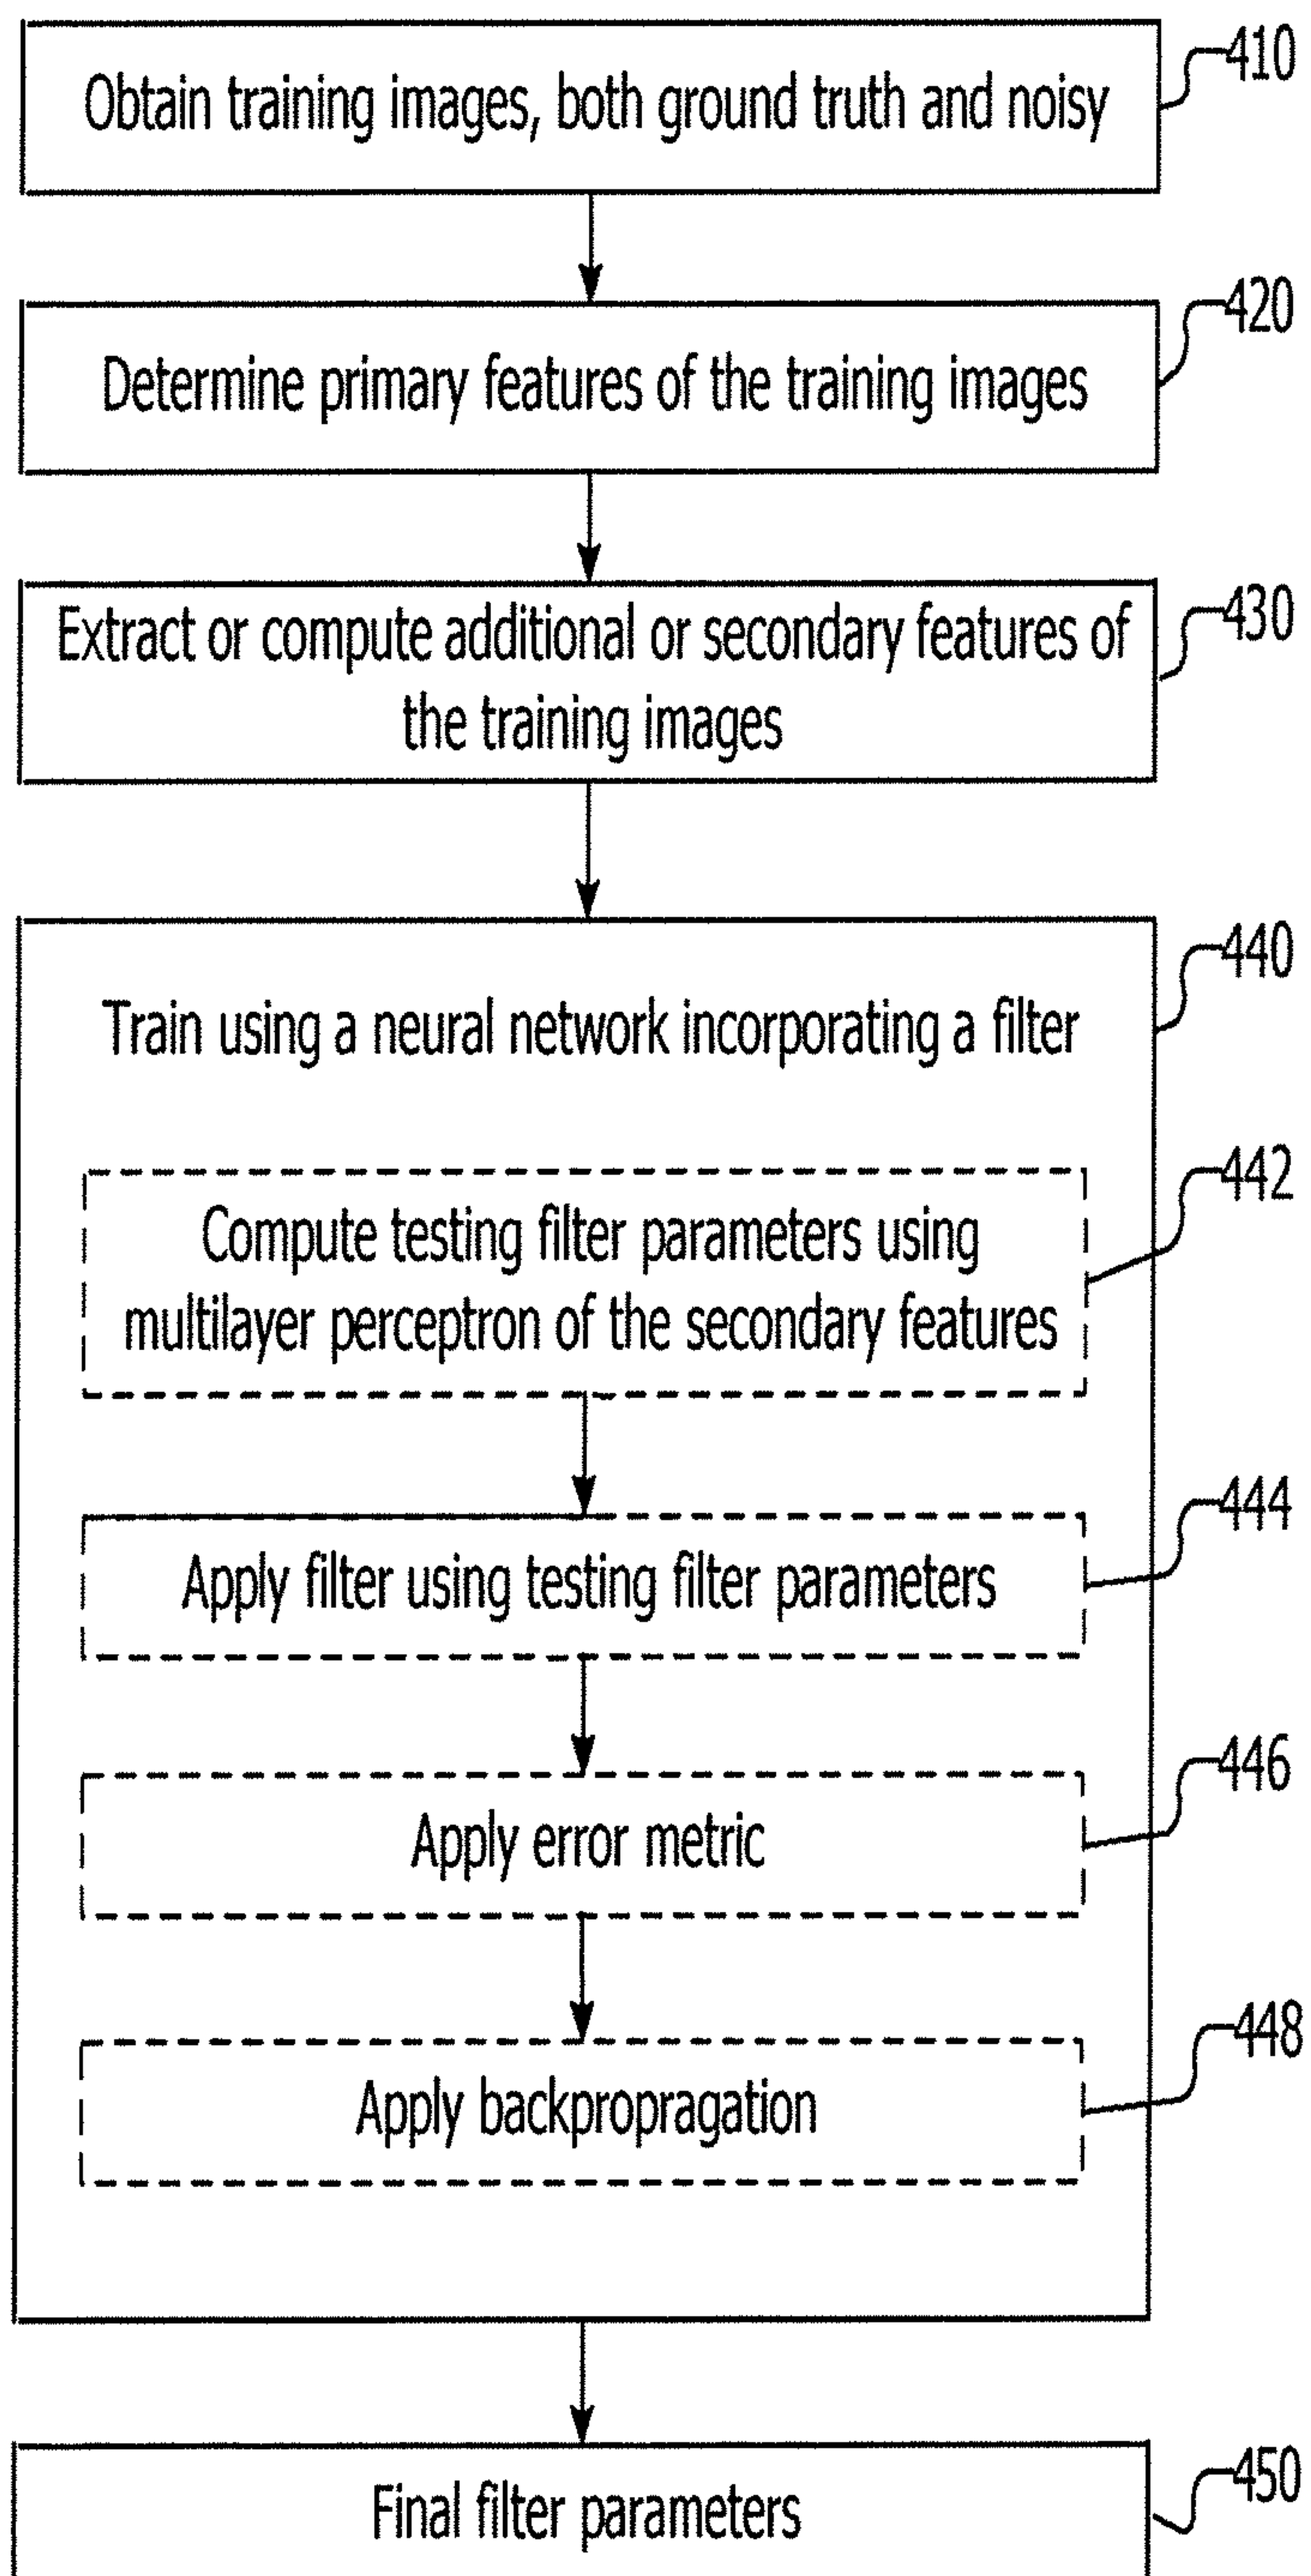 410
Obtain training images, both ground truth and noisy
420
Determine primary features of the training images
430
Extract or compute additional or secondary features of
the training images
440
Train using a neural network incorporating a filter
442
Compute testing filter parameters using
multilayer perceptron of the secondary features
444
Apply filter using testing filter parameters
446
Apply error metric
448
Apply backpropragation
450
Final filter parameters